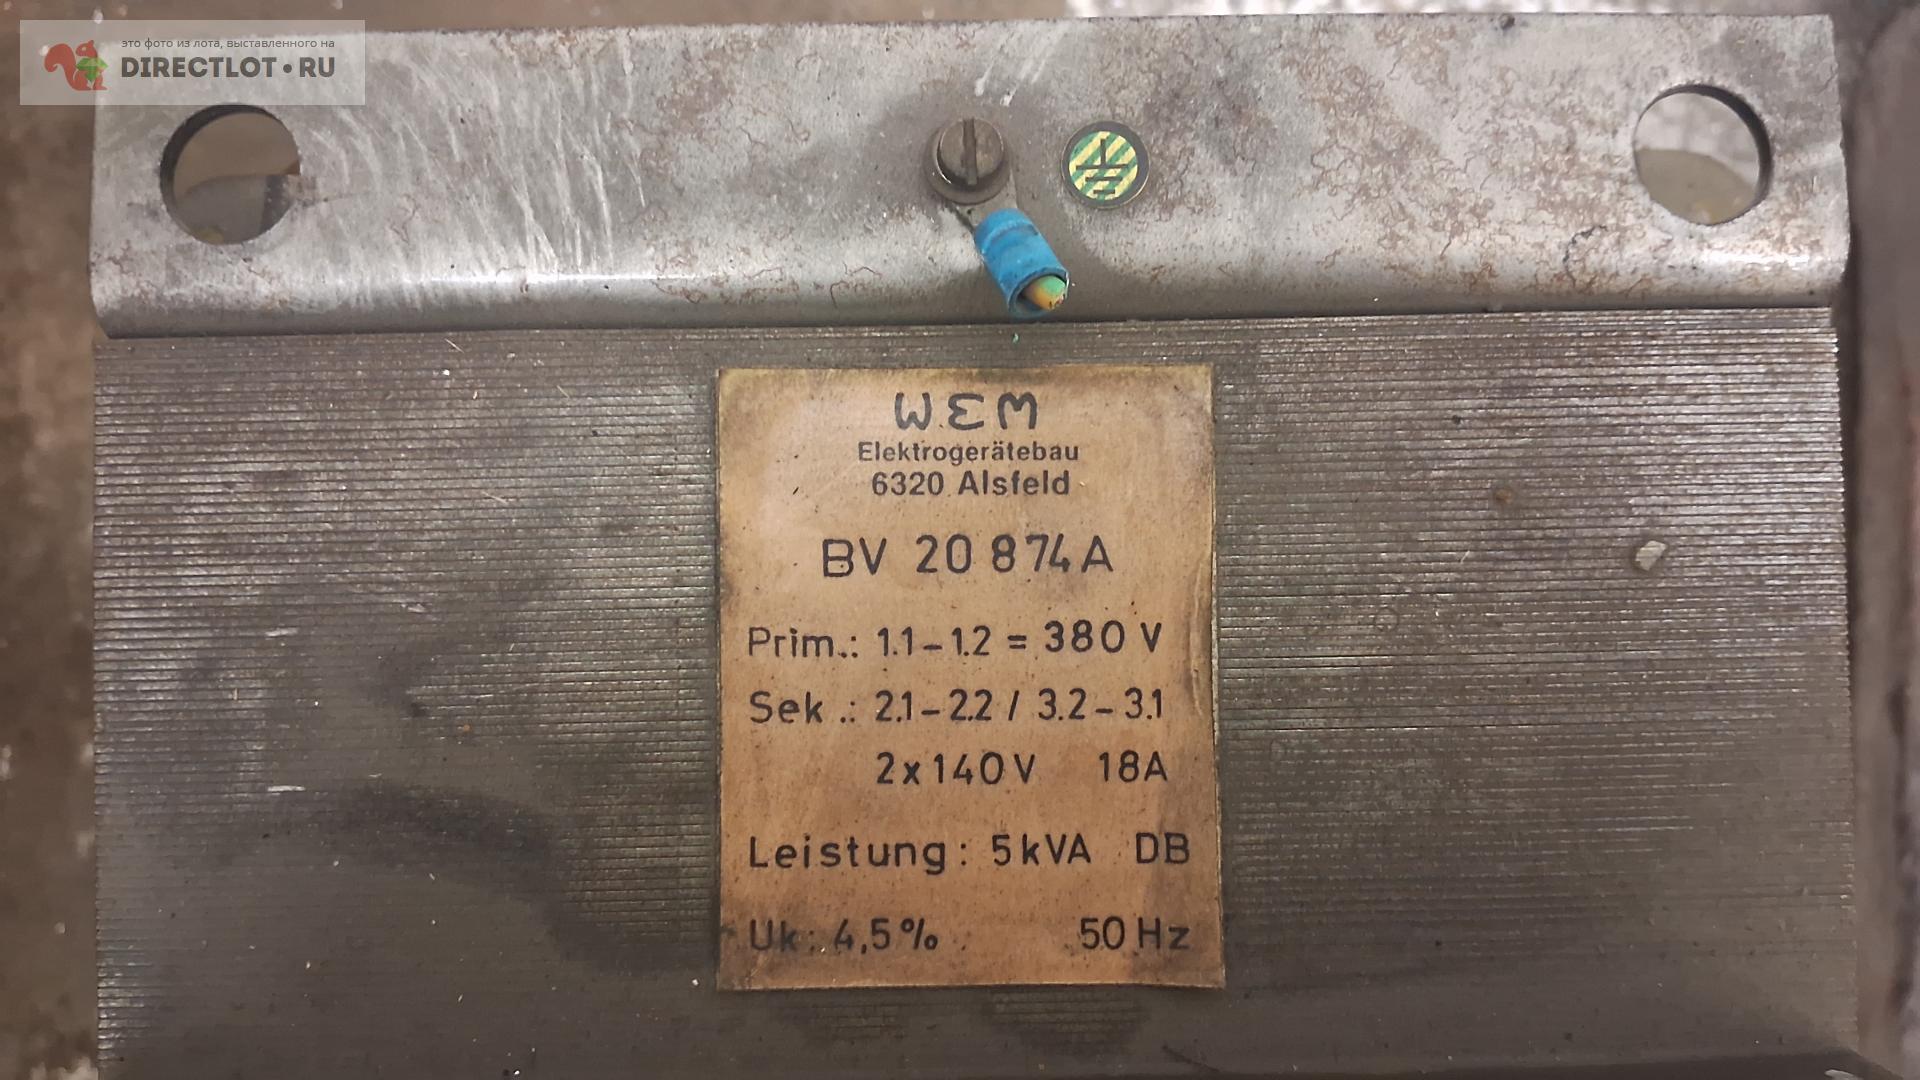 это фото из лота, выставленного на
DIRECTLOT•RU
WEM
Elektrogerätebau
6320 Alsfeld
BV 20 874 A
Prim.: 1.1 – 1.2 = 380 V
Sek.: 2.1 – 2.2 / 3.2 – 3.1
2 x 140 V 18A
Leistung: 5 kVA DB
Uk: 4,5 % 50 Hz